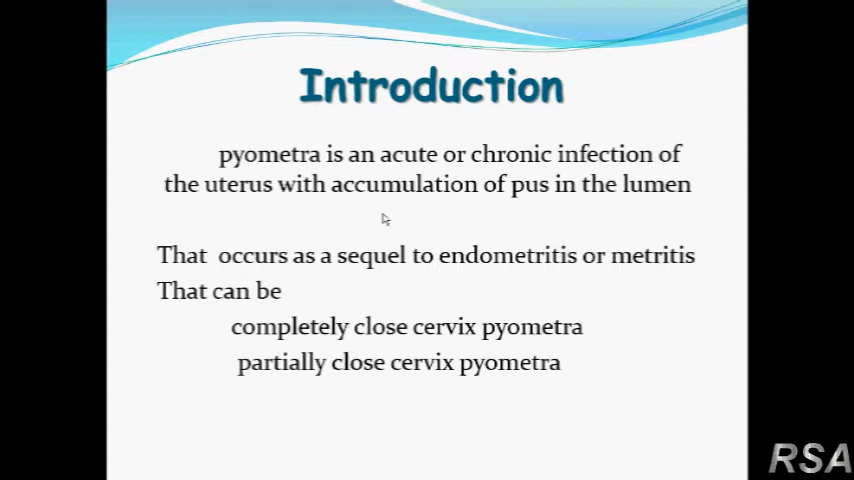 Introduction
pyometra is an acute or chronic infection of
the uterus with accumulation of pus in the lumen
That occurs as a sequel to endometritis or metritis
That can be
completely close cervix pyometra
partially close cervix pyometra
RSA